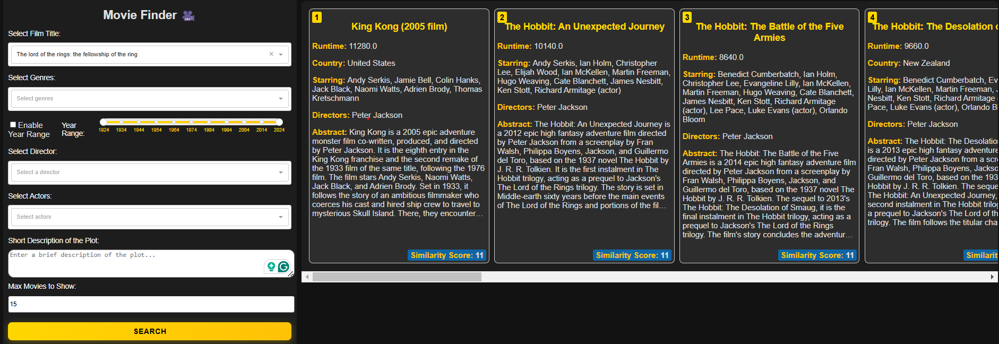 Movie Finder
Select Film Title:
The lord of the rings: the fellowship of the ring
Select Genres:
Select genres
Enable
Year Range
Year
Range:
1924 1934 1944 1954 1964 1974 1984 1994 2004 2014 2024
Select Director:
Select a director
Select Actors:
Select actors
Short Description of the Plot:
Enter a brief description of the plot...
Max Movies to Show:
15
SEARCH
1
King Kong (2005 film)
Runtime: 11280.0
Country: United States
Starring: Andy Serkis, Jamie Bell, Colin Hanks,
Jack Black, Naomi Watts, Adrien Brody, Thomas
Kretschmann
Directors: Peter Jackson
Abstract: King Kong is a 2005 epic adventure
monster film co-written, produced, and directed
by Peter Jackson. It is the eighth entry in the
King Kong franchise and the second remake of
the 1933 film of the same title, following the 1976
film. The film stars Andy Serkis, Naomi Watts,
Jack Black, and Adrien Brody. Set in 1933, it
follows the story of an ambitious filmmaker who
coerces his cast and hired ship crew to travel to
mysterious Skull Island. There, they encounter…
Similarity Score: 11
2
The Hobbit: An Unexpected Journey
Runtime: 10140.0
Starring: Andy Serkis, Ian Holm, Christopher
Lee, Elijah Wood, Ian McKellen, Martin Freeman,
Hugo Weaving, Cate Blanchett, James Nesbitt,
Ken Stott, Richard Armitage (actor)
Directors: Peter Jackson
Abstract: The Hobbit: An Unexpected Journey is
a 2012 epic high fantasy adventure film directed
by Peter Jackson from a screenplay by Fran
Walsh, Philippa Boyens, Jackson, and Guillermo
del Toro, based on the 1937 novel The Hobbit by
J. R. R. Tolkien. It is the first instalment in The
Hobbit trilogy, acting as a prequel to Jackson's
The Lord of the Rings trilogy. The story is set in
Middle-earth sixty years before the main events
of The Lord of the Rings and portions of the fil…
Similarity Score: 11
3
The Hobbit: The Battle of the Five
Armies
Runtime: 8640.0
Starring: Benedict Cumberbatch, Ian Holm,
Christopher Lee, Evangeline Lilly, Ian McKellen,
Martin Freeman, Hugo Weaving, Cate Blanchett,
James Nesbitt, Ken Stott, Richard Armitage
(actor), Lee Pace, Luke Evans (actor), Orlando
Bloom
Directors: Peter Jackson
Abstract: The Hobbit: The Battle of the Five
Armies is a 2014 epic high fantasy adventure film
directed by Peter Jackson from a screenplay by
Fran Walsh, Philippa Boyens, Jackson, and
Guillermo del Toro, based on the 1937 novel The
Hobbit by J. R. R. Tolkien. The sequel to 2013's
The Hobbit: The Desolation of Smaug, it is the
final instalment in The Hobbit trilogy, acting as a
prequel to Jackson's The Lord of the Rings
trilogy. The film's story concludes the adventur…
Similarity Score: 11
4
The Hobbit: The Desolation
Runtime: 9660.0
Country: New Zealand
Starring: Benedict Cumberbatch, Ev
Lilly, Ian McKellen, Martin Freeman,
Nesbitt, Ken Stott, Richard Armitage
Pace, Luke Evans (actor), Orlando B
Directors: Peter Jackson
Abstract: The Hobbit: The Desolatio
is a 2013 epic high fantasy adventure
directed by Peter Jackson from a scr
Fran Walsh, Philippa Boyens, Jackso
Guillermo del Toro, based on the 193
Hobbit by J. R. R. Tolkien. The seque
The Hobbit: An Unexpected Journey,
second instalment in The Hobbit trilog
a prequel to Jackson's The Lord of th
trilogy. The film follows the titular cha
Similarit